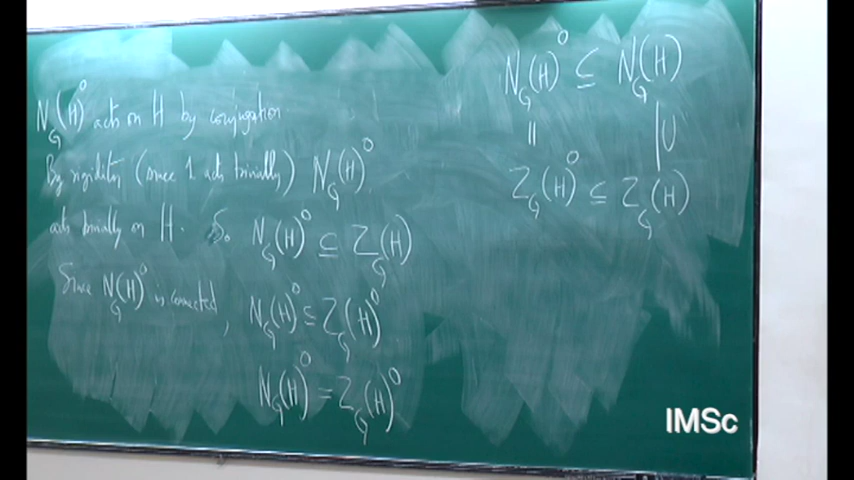 N_G(H)^0 acts on H by conjugation.
By rigidity (since 1 acts trivially) N_G(H)^0
acts trivially on H. So N_G(H)^0 ⊆ Z_G(H)
Since N_G(H)^0 is connected, N_G(H)^0 ⊆ Z_G(H)^0
N_G(H)^0 = Z_G(H)^0
N_G(H)^0 ⊆ N_G(H)
|| |∪
Z_G(H)^0 ⊆ Z_G(H)
IMSc